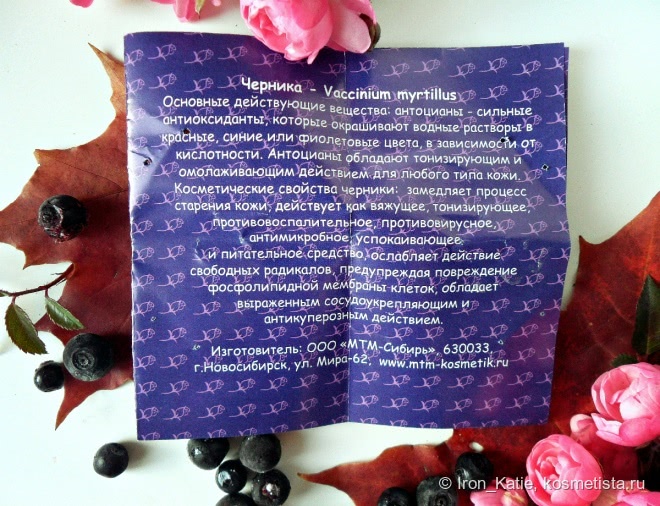 Черника - Vaccinium myrtillus
Основные действующие вещества: антоцианы - сильные
антиоксиданты, которые окрашивают водные растворы в
красные, синие или фиолетовые цвета, в зависимости от
кислотности. Антоцианы обладают тонизирующим и
омолаживающим действием для любого типа кожи.
Косметические свойства черники: замедляет процесс
старения кожи, действует как вяжущее, тонизирующее,
противовоспалительное, противовирусное,
антимикробное, успокаивающее
и питательное средство, ослабляет действие
свободных радикалов, предупреждая повреждение
фосфолипидной мембраны клеток, обладает
выраженным сосудоукрепляющим и
антикуперозным действием.
Изготовитель: ООО «МТМ-Сибирь», 630033
г.Новосибирск, ул. Мира-62, www.mtm-kosmetik.ru
© Iron_Katie, kosmetista.ru